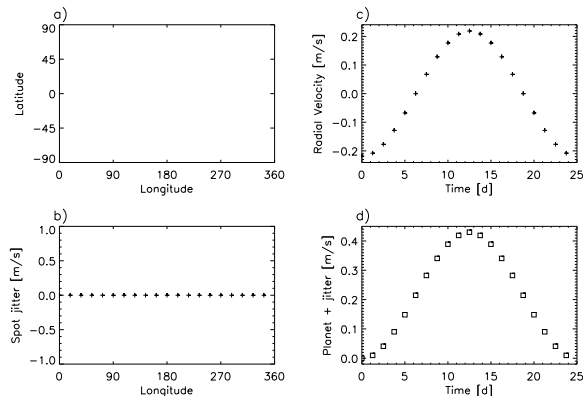 a)
90
45
0
−45
−90
Latitude
0 90 180 270 360
Longitude
c)
0.2
0.1
0.0
−0.1
−0.2
Radial Velocity [m/s]
0 5 10 15 20 25
Time [d]
b)
1.0
0.5
0.0
−0.5
−1.0
Spot jitter [m/s]
0 90 180 270 360
Longitude
d)
0.4
0.3
0.2
0.1
0.0
Planet + jitter [m/s]
0 5 10 15 20 25
Time [d]